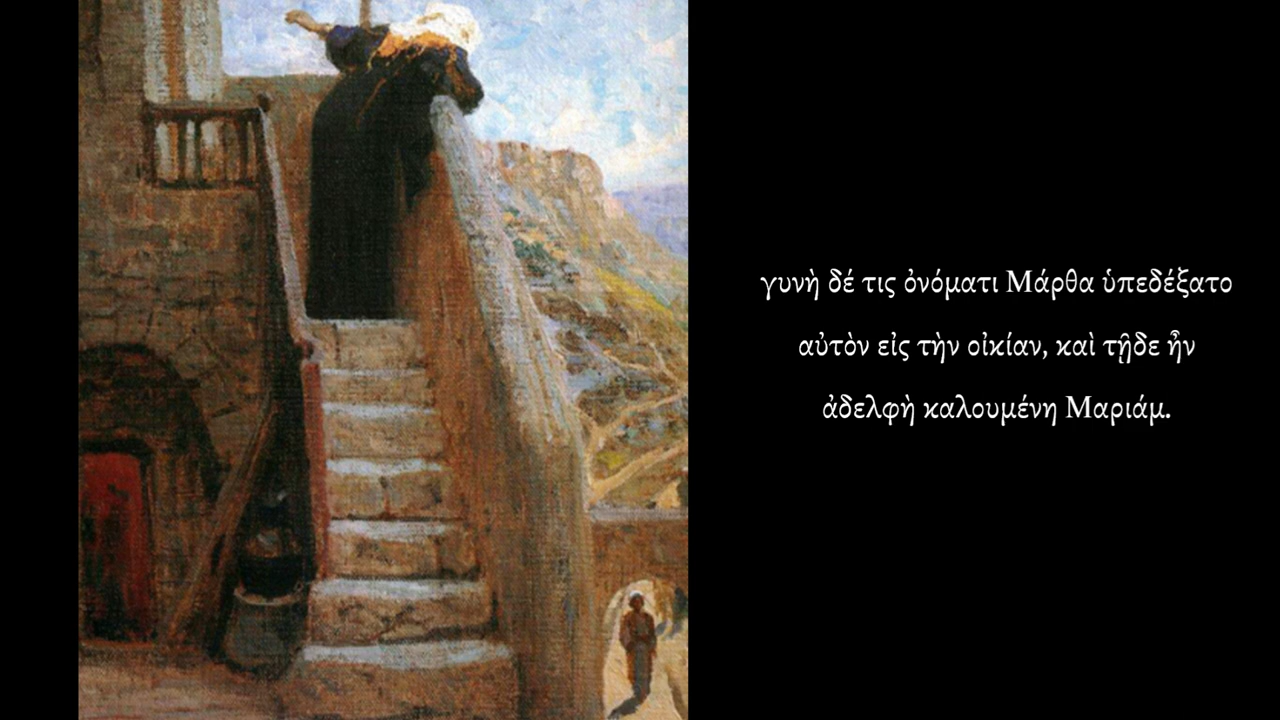 γυνὴ δέ τις ὀνόματι Μάρθα ὑπεδέξατο
αὐτὸν εἰς τὴν οἰκίαν, καὶ τῇδε ἦν
ἀδελφὴ καλουμένη Μαριάμ.